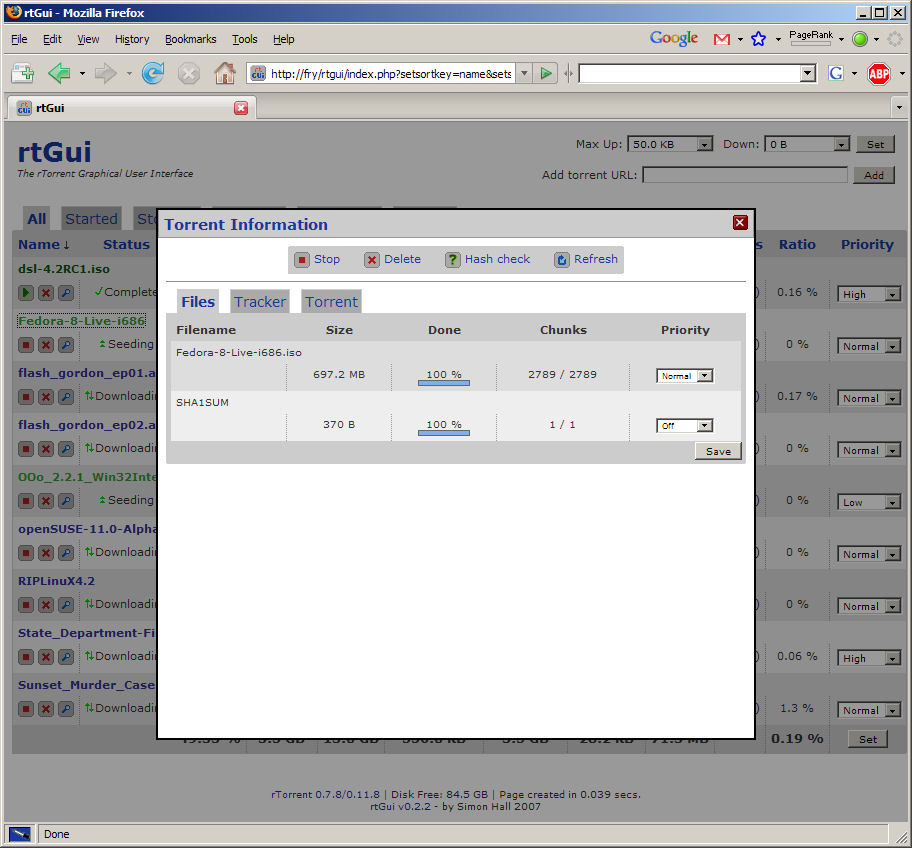 rtGui - Mozilla Firefox
File Edit View History Bookmarks Tools Help
Google PageRank
http://fry/rtgui/index.php?setsortkey=name&sets G ABP
rtGui
rtGui
The rTorrent Graphical User Interface
Max Up: 50.0 KB Down: 0 B Set
Add torrent URL: Add
All Started
Torrent Information
Name↓ Status Ratio Priority
Stop Delete Hash check Refresh
dsl-4.2RC1.iso
Complete 0.16 % High
Files Tracker Torrent
Fedora-8-Live-i686
Filename Size Done Chunks Priority
Seeding 0 % Normal
Fedora-8-Live-i686.iso
697.2 MB 100 % 2789 / 2789 Normal
flash_gordon_ep01.a
Downloadin 0.17 % Normal
SHA1SUM
370 B 100 % 1 / 1 Off
flash_gordon_ep02.a
Downloadin 0 % Normal
Save
OOo_2.2.1_Win32Inte
Seeding 0 % Low
openSUSE-11.0-Alpha
Downloadin 0 % Normal
RIPLinuX4.2
Downloadin 0 % Normal
State_Department-Fi
Downloadin 0.06 % High
Sunset_Murder_Case
Downloadin 1.3 % Normal
0.19 % Set
rTorrent 0.7.8/0.11.8 | Disk Free: 84.5 GB | Page created in 0.039 secs.
rtGui v0.2.2 - by Simon Hall 2007
Done